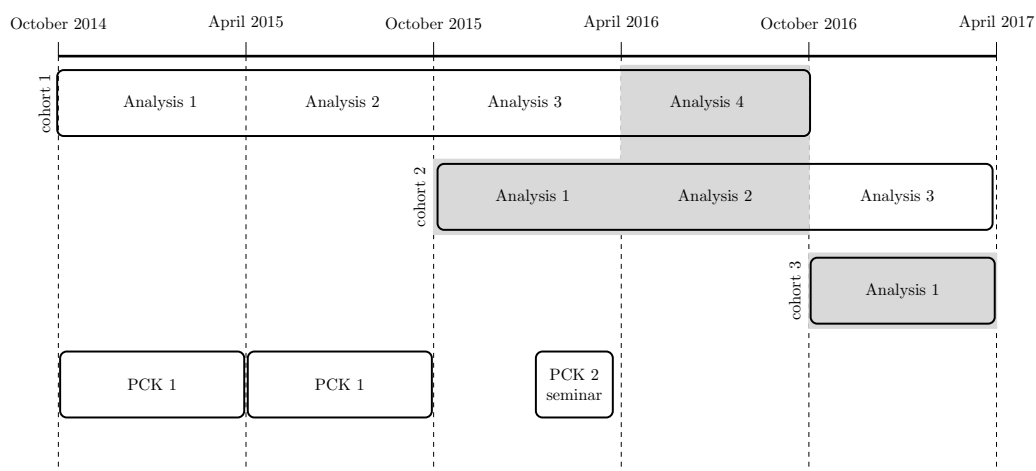 October 2014
April 2015
October 2015
April 2016
October 2016
April 2017
cohort 1
Analysis 1
Analysis 2
Analysis 3
Analysis 4
cohort 2
Analysis 1
Analysis 2
Analysis 3
cohort 3
Analysis 1
PCK 1
PCK 1
PCK 2
seminar